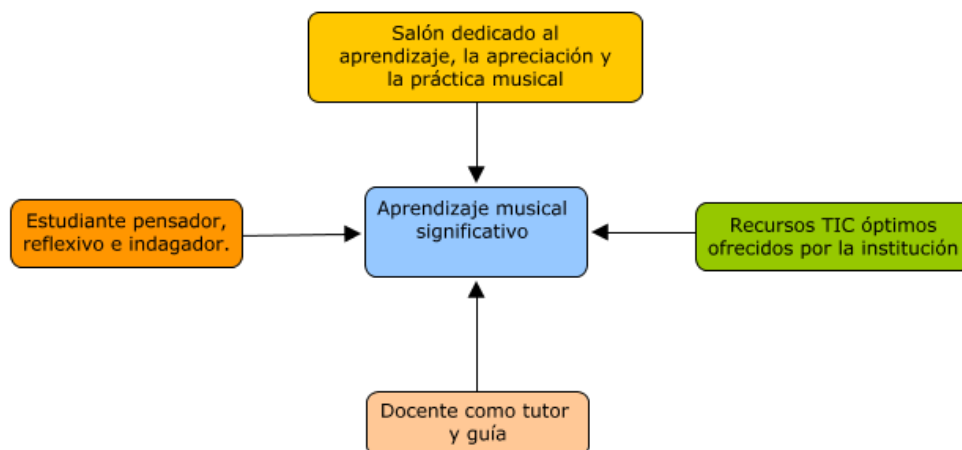 Salón dedicado al
aprendizaje, la apreciación y
la práctica musical
Estudiante pensador,
reflexivo e indagador.
Aprendizaje musical
significativo
Recursos TIC óptimos
ofrecidos por la institución
Docente como tutor
y guía